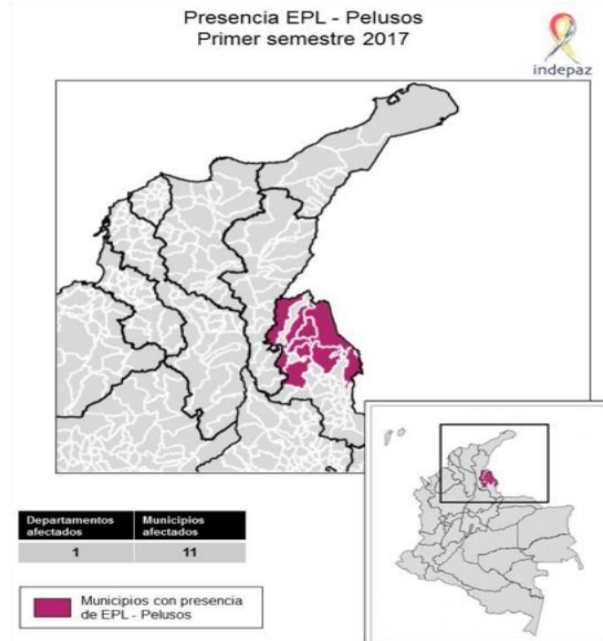 Presencia EPL - Pelusos
Primer semestre 2017
indepaz
Departamentos afectados
Municipios afectados
1
11
Municipios con presencia
de EPL - Pelusos